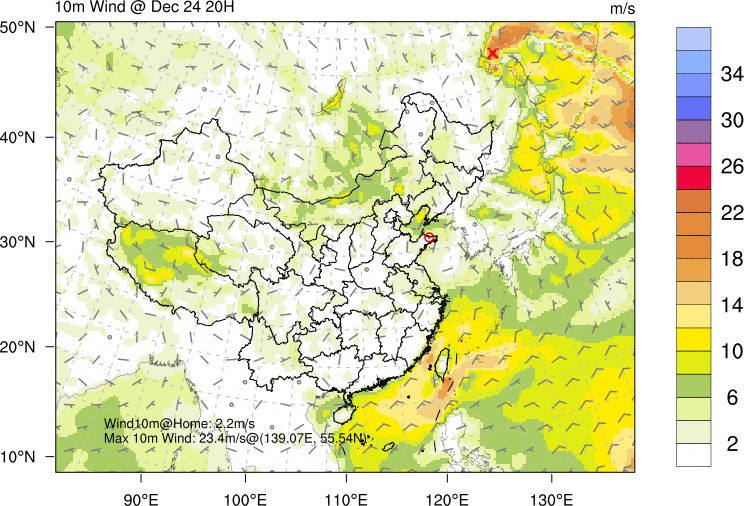 10m Wind @ Dec 24 20H
m/s
50°N
40°N
30°N
20°N
10°N
90°E
100°E
110°E
120°E
130°E
Wind10m@Home: 2.2m/s
Max 10m Wind: 23.4m/s@(139.07E, 55.54N)
34
30
26
22
18
14
10
6
2